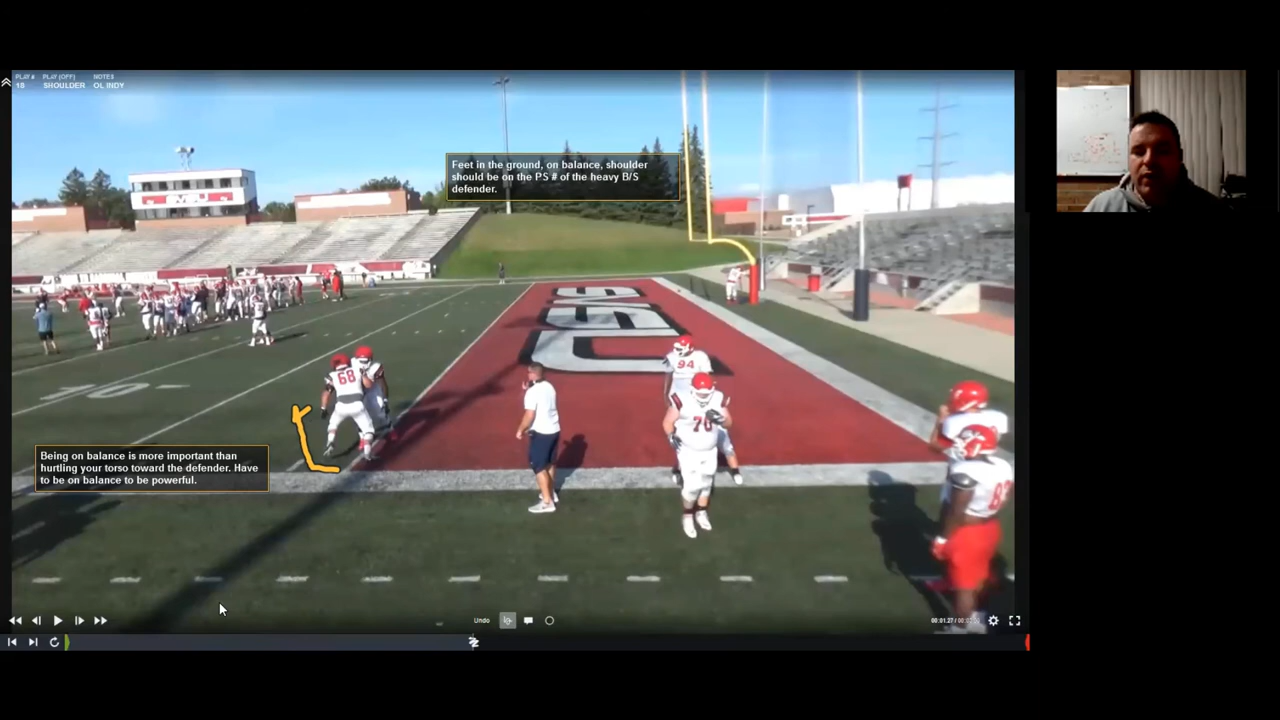 PLAY # PLAY (OFF) NOTES
18 SHOULDER OL INDY
Feet in the ground, on balance, shoulder
should be on the PS # of the heavy B/S
defender.
68
94
70
10
Being on balance is more important than
hurtling your torso toward the defender. Have
to be on balance to be powerful.
Undo